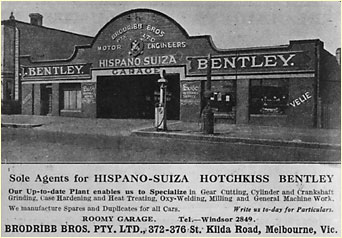 BRODRIBB BROS.
PTY LTD
MOTOR ENGINEERS
HISPANO SUIZA
GARAGE
BENTLEY.
BENTLEY.
VELIE
Sole Agents for HISPANO-SUIZA HOTCHKISS BENTLEY
Our Up-to-date Plant enables us to Specialize in Gear Cutting, Cylinder and Crankshaft
Grinding, Case Hardening and Heat Treating, Oxy-Welding, Milling and General Machine Work.
We manufacture Spares and Duplicates for all Cars. Write us to-day for Particulars.
ROOMY GARAGE. Tel.—Windsor 2849.
BRODRIBB BROS. PTY. LTD., 372-376 St. Kilda Road, Melbourne, Vic.